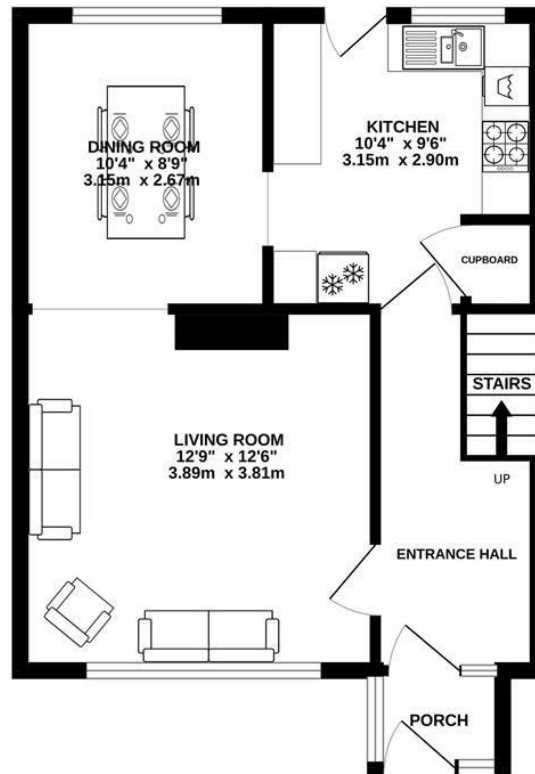 DINING ROOM
10'4" x 8'9"
3.15m x 2.67m
KITCHEN
10'4" x 9'6"
3.15m x 2.90m
CUPBOARD
STAIRS
UP
LIVING ROOM
12'9" x 12'6"
3.89m x 3.81m
ENTRANCE HALL
PORCH